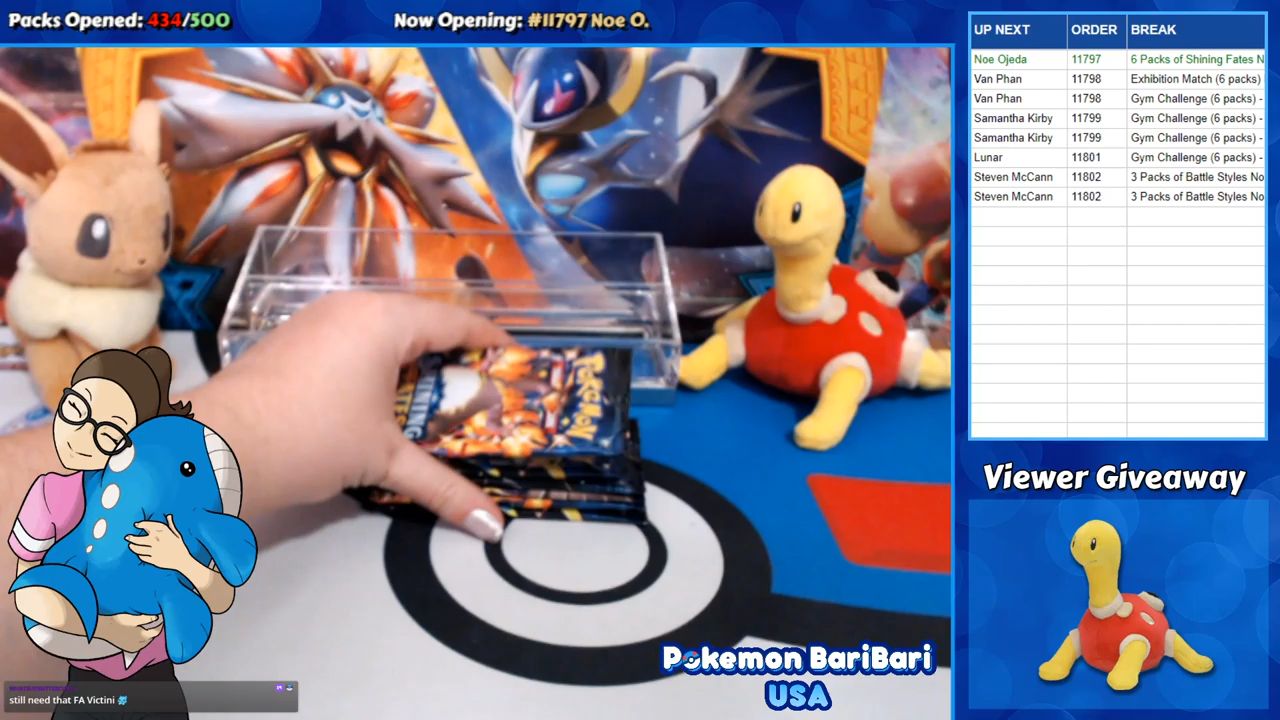 Packs Opened: 434/500
Now Opening: #11797 Noe O.
UP NEXT ORDER BREAK
Noe Ojeda 11797 6 Packs of Shining Fates N
Van Phan 11798 Exhibition Match (6 packs)
Van Phan 11798 Gym Challenge (6 packs) -
Samantha Kirby 11799 Gym Challenge (6 packs) -
Samantha Kirby 11799 Gym Challenge (6 packs) -
Lunar 11801 Gym Challenge (6 packs) -
Steven McCann 11802 3 Packs of Battle Styles No
Steven McCann 11802 3 Packs of Battle Styles No
POKÉMON
Viewer Giveaway
Pokemon BariBari
USA
still need that FA Victini